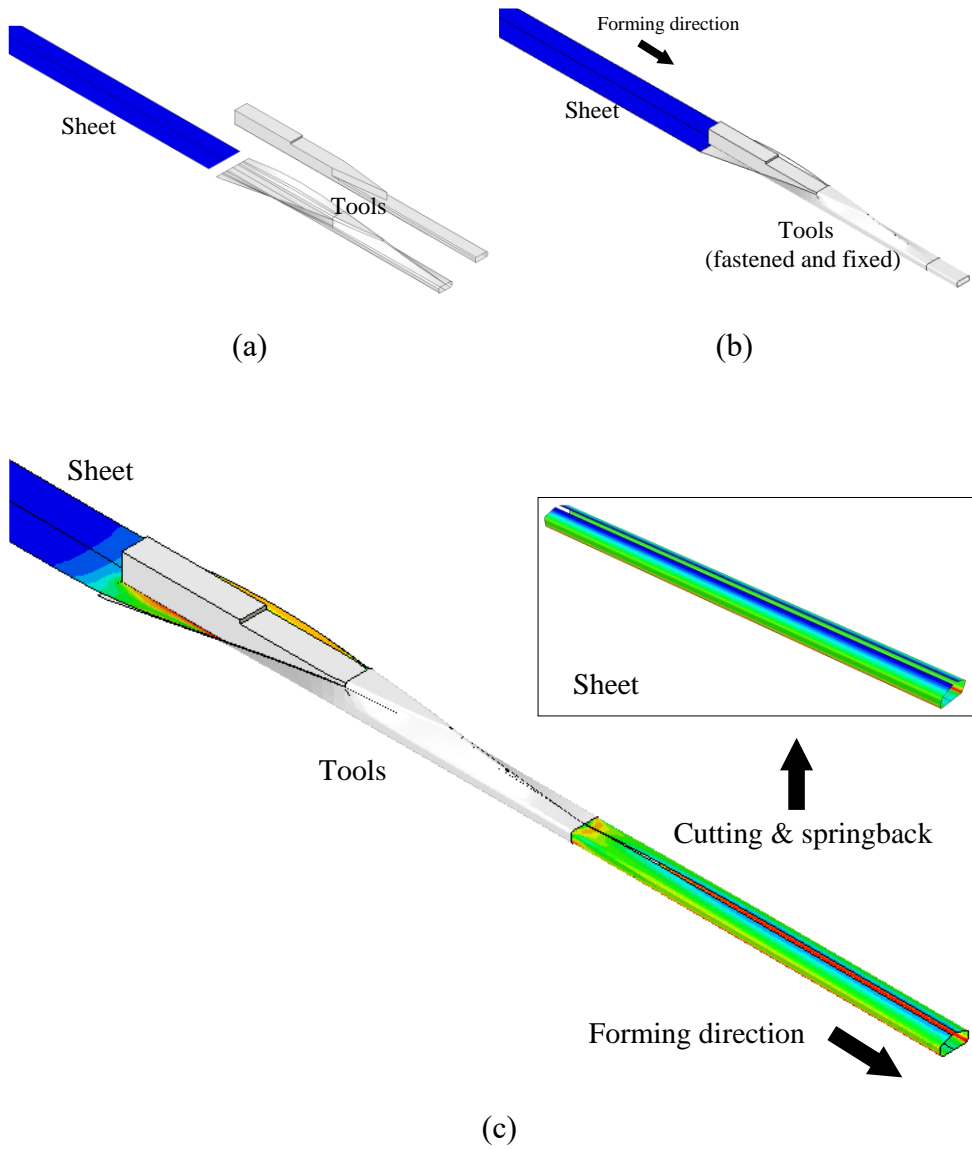 Sheet
Tools
(a)
Forming direction
Sheet
Tools
(fastened and fixed)
(b)
Sheet
Tools
Sheet
Cutting & springback
Forming direction
(c)